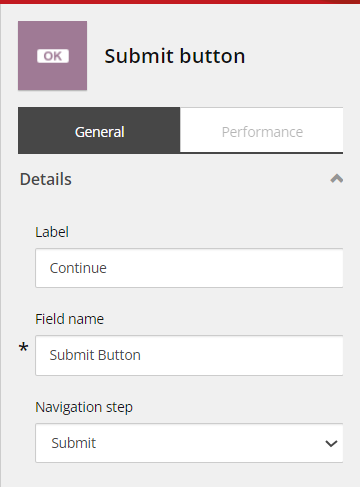 OK
Submit button
General
Performance
Details
Label
Continue
Field name
* Submit Button
Navigation step
Submit